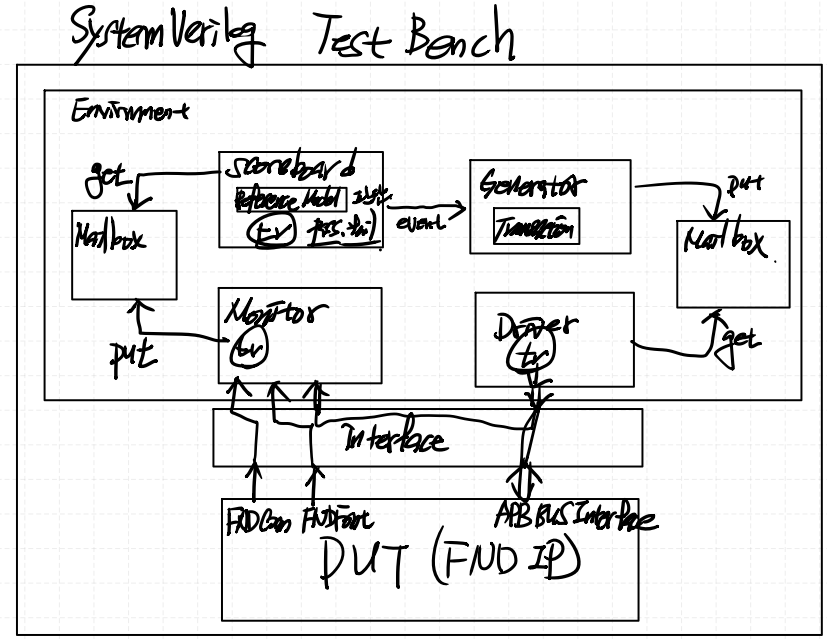 SystemVerilog Test Bench
Environment
get
Scoreboard
Reference Model
tr
event
Generator
Transaction
put
Mailbox
Mailbox
Monitor
tr
put
Driver
tr
get
Interface
FNDCom FNDFont
APB BUS Interface
DUT (FND IP)